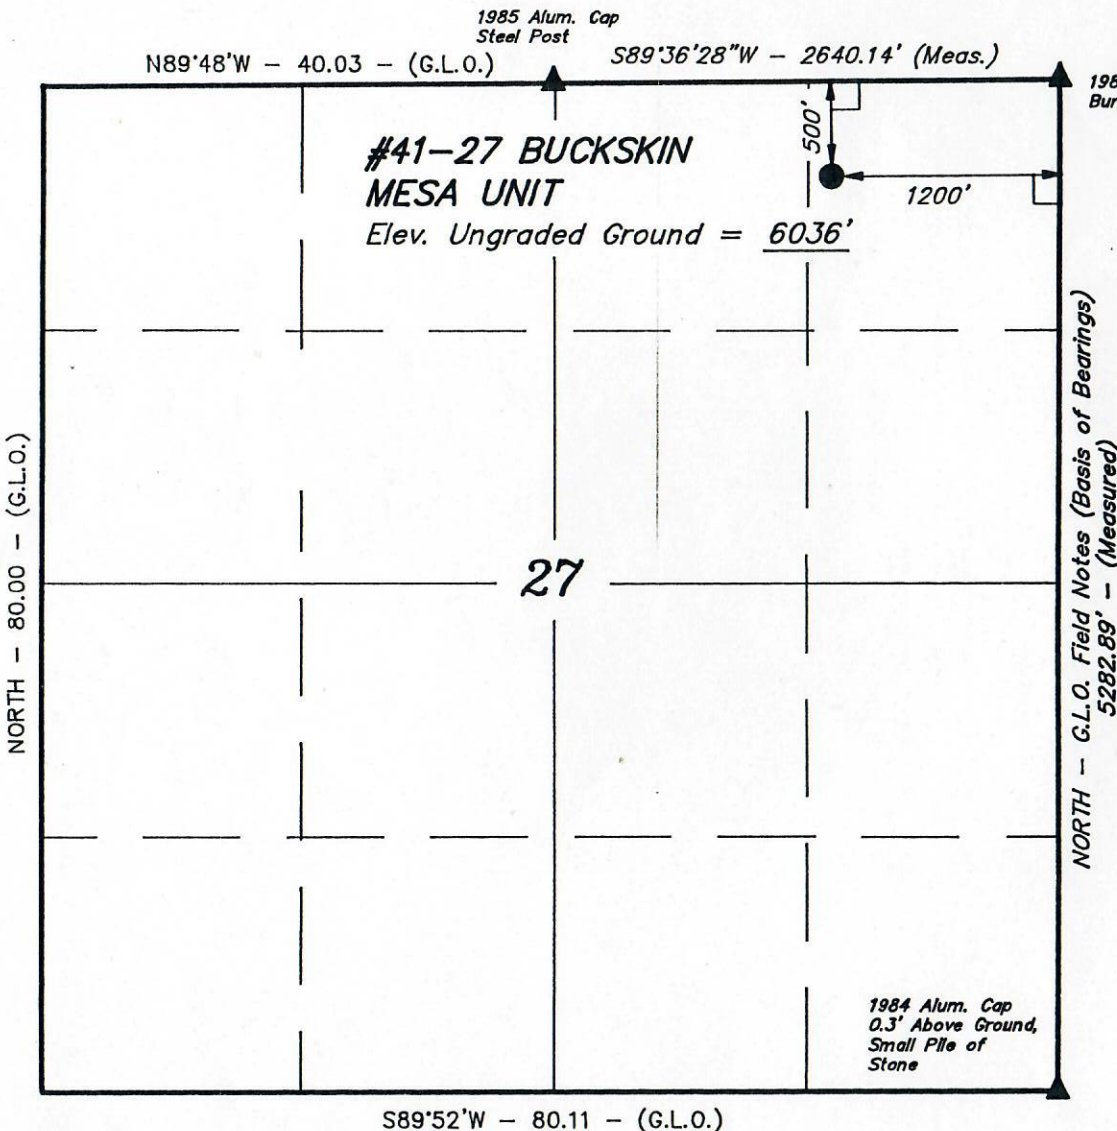 1985 Alum. Cap
Steel Post
N89°48'W – 40.03 – (G.L.O.)
S89°36'28"W – 2640.14' (Meas.)
#41-27 BUCKSKIN
MESA UNIT
Elev. Ungraded Ground = 6036'
500'
1200'
NORTH – 80.00 – (G.L.O.)
27
NORTH – G.L.O. Field Notes (Basis of Bearings)
5282.89' – (Measured)
1984 Alum. Cap
0.3' Above Ground,
Small Pile of
Stone
S89°52'W – 80.11 – (G.L.O.)